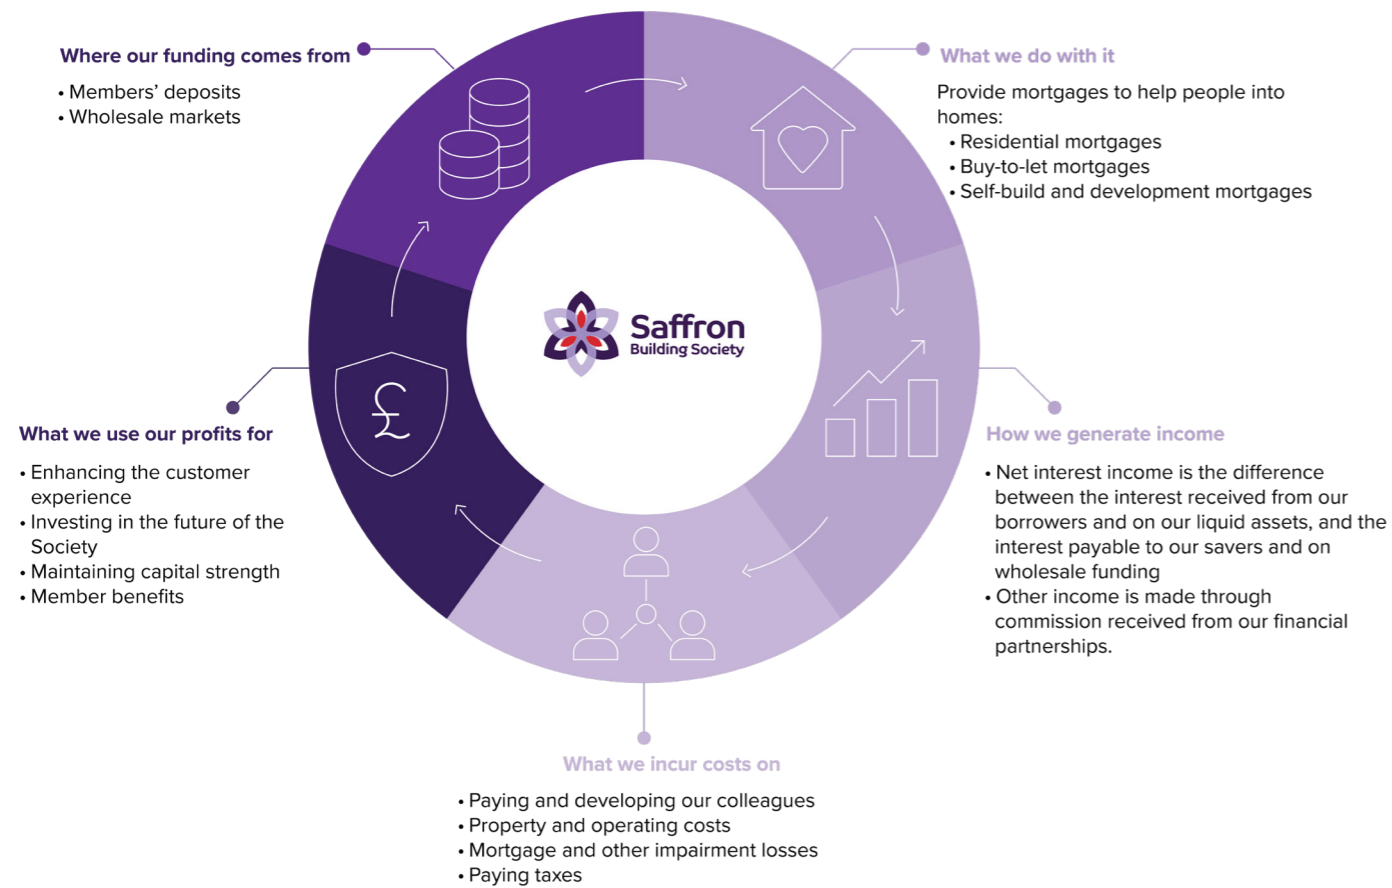 Where our funding comes from
• Members’ deposits
• Wholesale markets
What we do with it
Provide mortgages to help people into
homes:
• Residential mortgages
• Buy-to-let mortgages
• Self-build and development mortgages
Saffron
Building Society
£
What we use our profits for
• Enhancing the customer
experience
• Investing in the future of the
Society
• Maintaining capital strength
• Member benefits
How we generate income
• Net interest income is the difference
between the interest received from our
borrowers and on our liquid assets, and the
interest payable to our savers and on
wholesale funding
• Other income is made through
commission received from our financial
partnerships.
What we incur costs on
• Paying and developing our colleagues
• Property and operating costs
• Mortgage and other impairment losses
• Paying taxes